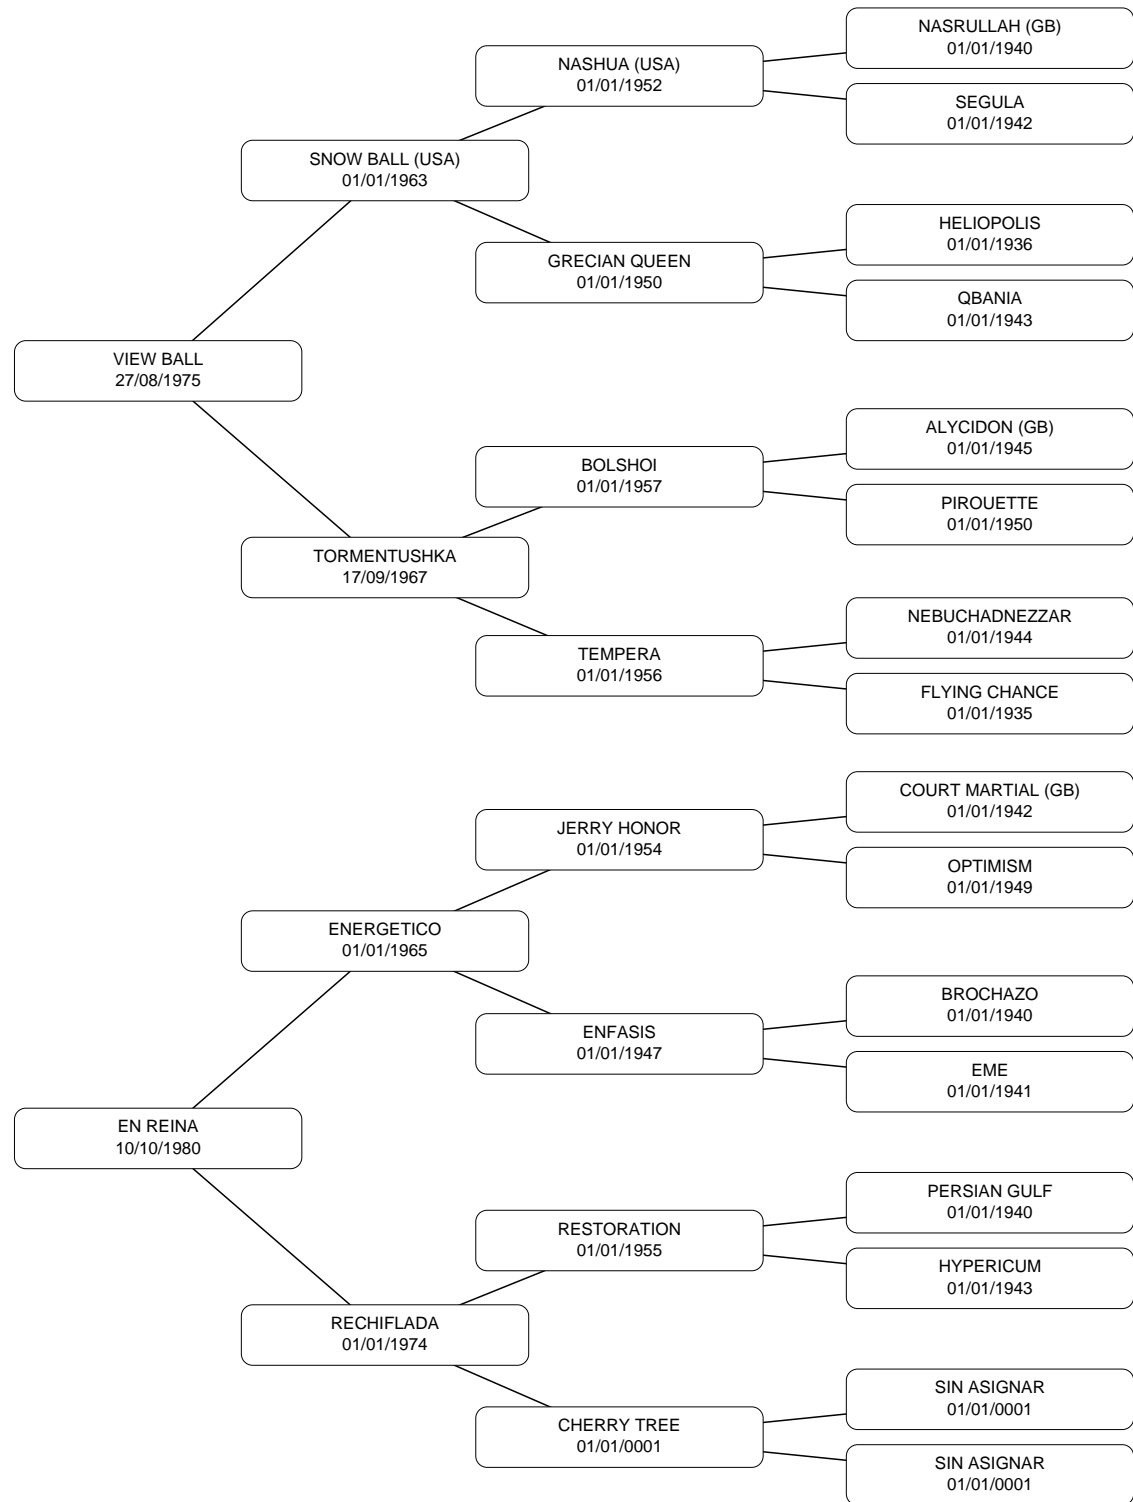 NASRULLAH (GB)
01/01/1940
NASHUA (USA)
01/01/1952
SEGULA
01/01/1942
SNOW BALL (USA)
01/01/1963
HELIOPOLIS
01/01/1936
GRECIAN QUEEN
01/01/1950
QBANIA
01/01/1943
VIEW BALL
27/08/1975
ALYCIDON (GB)
01/01/1945
BOLSHOI
01/01/1957
PIROUETTE
01/01/1950
TORMENTUSHKA
17/09/1967
NEBUCHADNEZZAR
01/01/1944
TEMPERA
01/01/1956
FLYING CHANCE
01/01/1935
COURT MARTIAL (GB)
01/01/1942
JERRY HONOR
01/01/1954
OPTIMISM
01/01/1949
ENERGETICO
01/01/1965
BROCHAZO
01/01/1940
ENFASIS
01/01/1947
EME
01/01/1941
EN REINA
10/10/1980
PERSIAN GULF
01/01/1940
RESTORATION
01/01/1955
HYPERICUM
01/01/1943
RECHIFLADA
01/01/1974
SIN ASIGNAR
01/01/0001
CHERRY TREE
01/01/0001
SIN ASIGNAR
01/01/0001